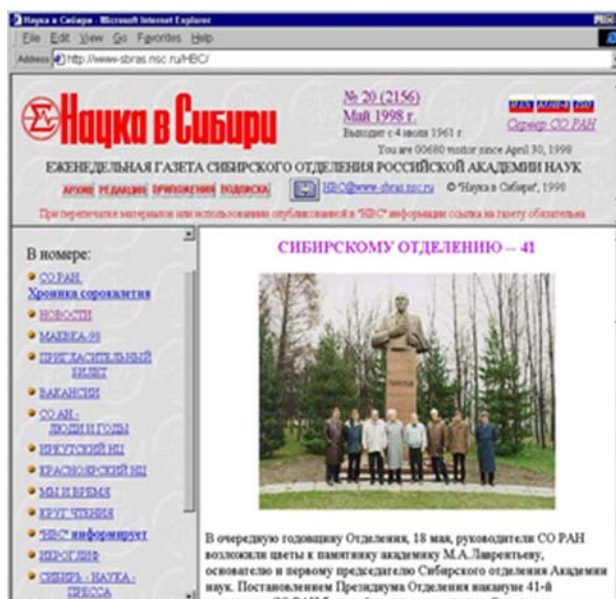 Наука в Сибири - Microsoft Internet Explorer
File Edit View Go Favorites Help
Address http://www-sbras.nsc.ru/HBC/
Наука в Сибири
№ 20 (2156)
Май 1998 г.
Выходит с 4 июля 1961 г.
Сервер СО РАН
You are 00680 visitor since April 30, 1998
ЕЖЕНЕДЕЛЬНАЯ ГАЗЕТА СИБИРСКОГО ОТДЕЛЕНИЯ РОССИЙСКОЙ АКАДЕМИИ НАУК
АРХИВ РЕДАКЦИЯ ПРИЛОЖЕНИЯ ПОДПИСКА
HBC@www-sbras.nsc.ru © "Наука в Сибири", 1998
При перепечатке материалов или использовании опубликованной в "НВС" информации ссылка на газету обязательна
В номере:
СО РАН.
Хроника сорокалетия
НОВОСТИ
МАЕВКА-98
ПРИГЛАСИТЕЛЬНЫЙ
БИЛЕТ
ВАКАНСИИ
СО АН -
ЛЮДИ И ГОДЫ
ИРКУТСКИЙ НЦ
КРАСНОЯРСКИЙ НЦ
МЫ И ВРЕМЯ
КРУГ ЧТЕНИЯ
"НВС" информирует
ИЕРОГЛИФ
СИБИРЬ - НАУКА -
ПРЕССА
СИБИРСКОМУ ОТДЕЛЕНИЮ -- 41
В очередную годовщину Отделения, 18 мая, руководители СО РАН
возложили цветы к памятнику академику М.А.Лаврентьеву,
основателю и первому председателю Сибирского отделения Академии
наук. Постановлением Президиума Отделения накануне 41-й